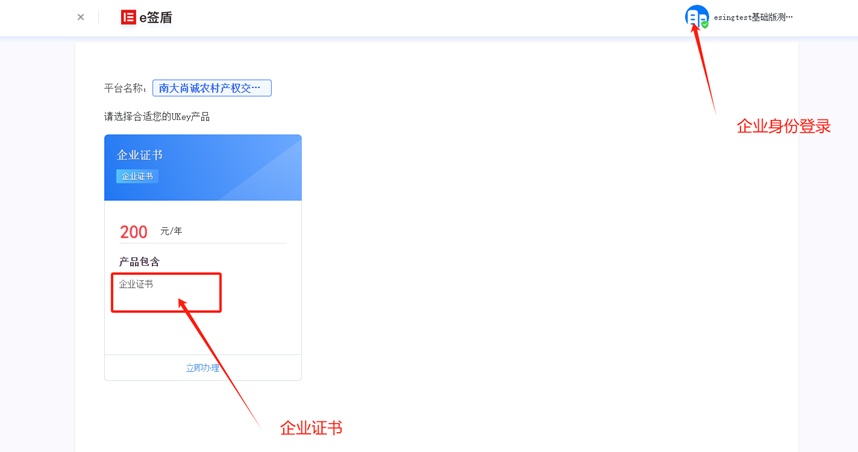 e签盾
esingtest基础版测···
企业身份登录
平台名称: 南大尚诚农村产权交···
请选择合适您的UKey产品
企业证书
企业证书
200 元/年
产品包含
企业证书
立即办理
企业证书